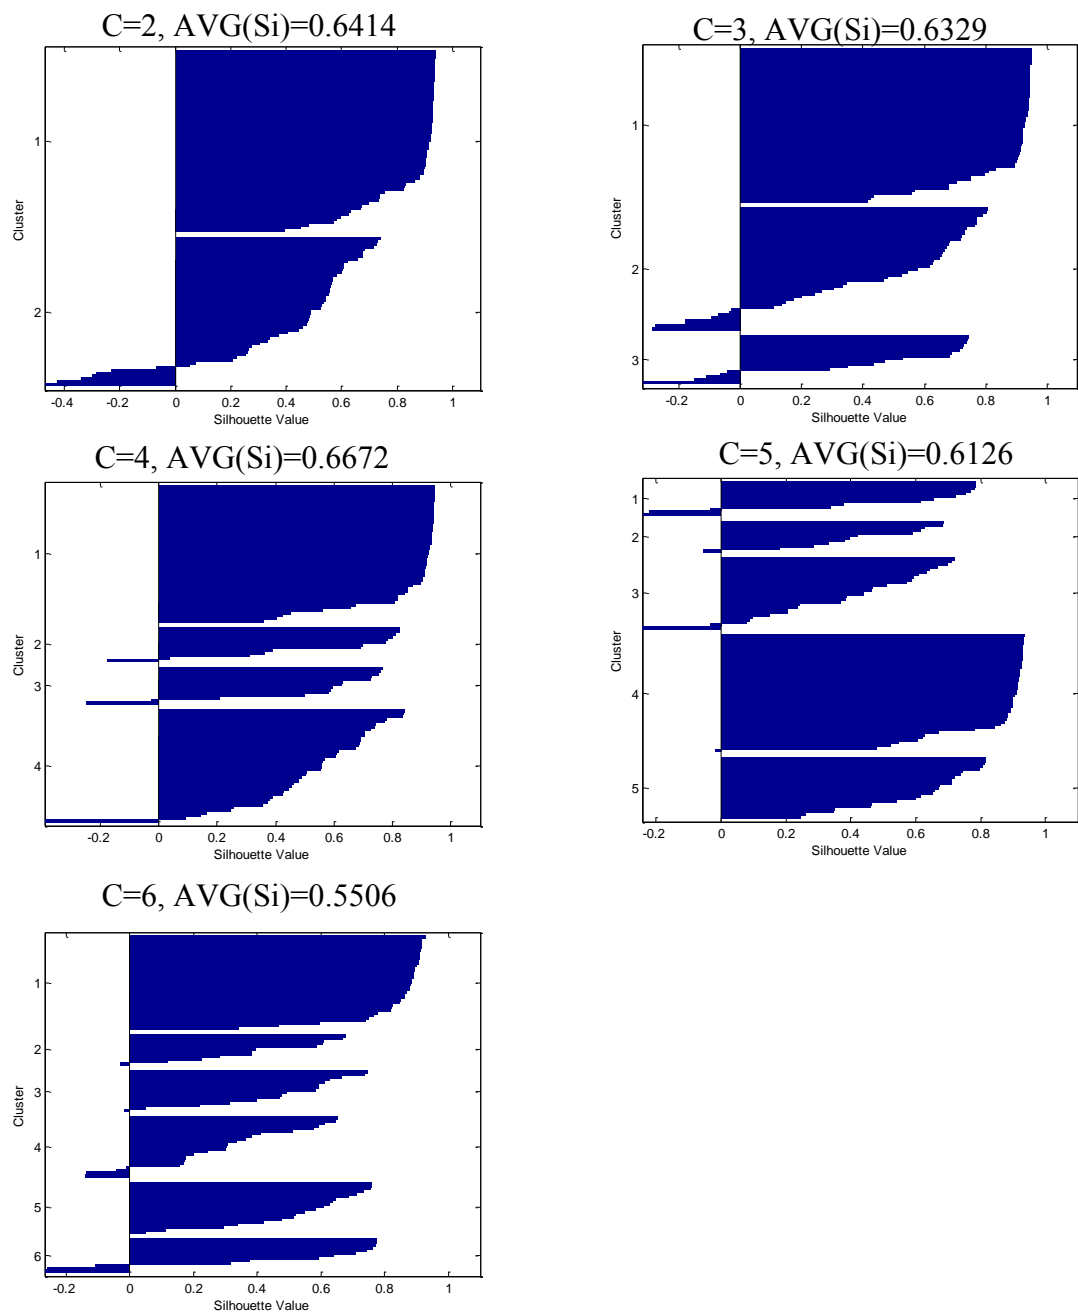 C=2, AVG(Si)=0.6414
1
2
Cluster
-0.4 -0.2 0 0.2 0.4 0.6 0.8 1
Silhouette Value
C=3, AVG(Si)=0.6329
1
2
3
Cluster
-0.2 0 0.2 0.4 0.6 0.8 1
Silhouette Value
C=4, AVG(Si)=0.6672
1
2
3
4
Cluster
-0.2 0 0.2 0.4 0.6 0.8 1
Silhouette Value
C=5, AVG(Si)=0.6126
1
2
3
4
5
Cluster
-0.2 0 0.2 0.4 0.6 0.8 1
Silhouette Value
C=6, AVG(Si)=0.5506
1
2
3
4
5
6
Cluster
-0.2 0 0.2 0.4 0.6 0.8 1
Silhouette Value